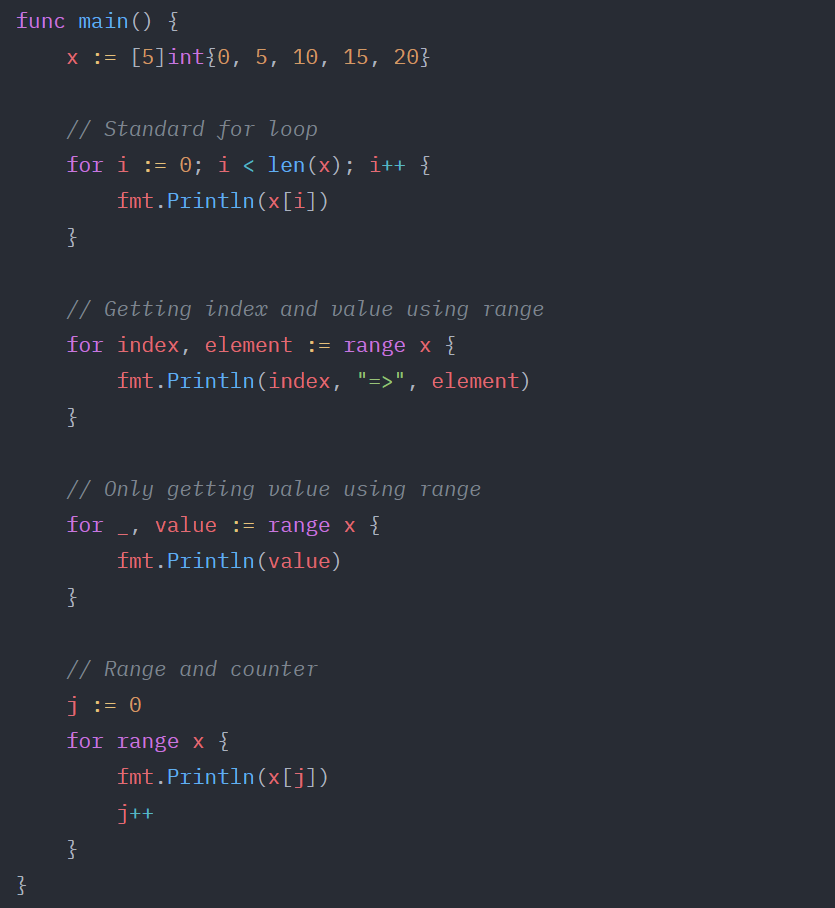 func main() {
    x := [5]int{0, 5, 10, 15, 20}

    // Standard for loop
    for i := 0; i < len(x); i++ {
        fmt.Println(x[i])
    }

    // Getting index and value using range
    for index, element := range x {
        fmt.Println(index, "=>", element)
    }

    // Only getting value using range
    for _, value := range x {
        fmt.Println(value)
    }

    // Range and counter
    j := 0
    for range x {
        fmt.Println(x[j])
        j++
    }
}